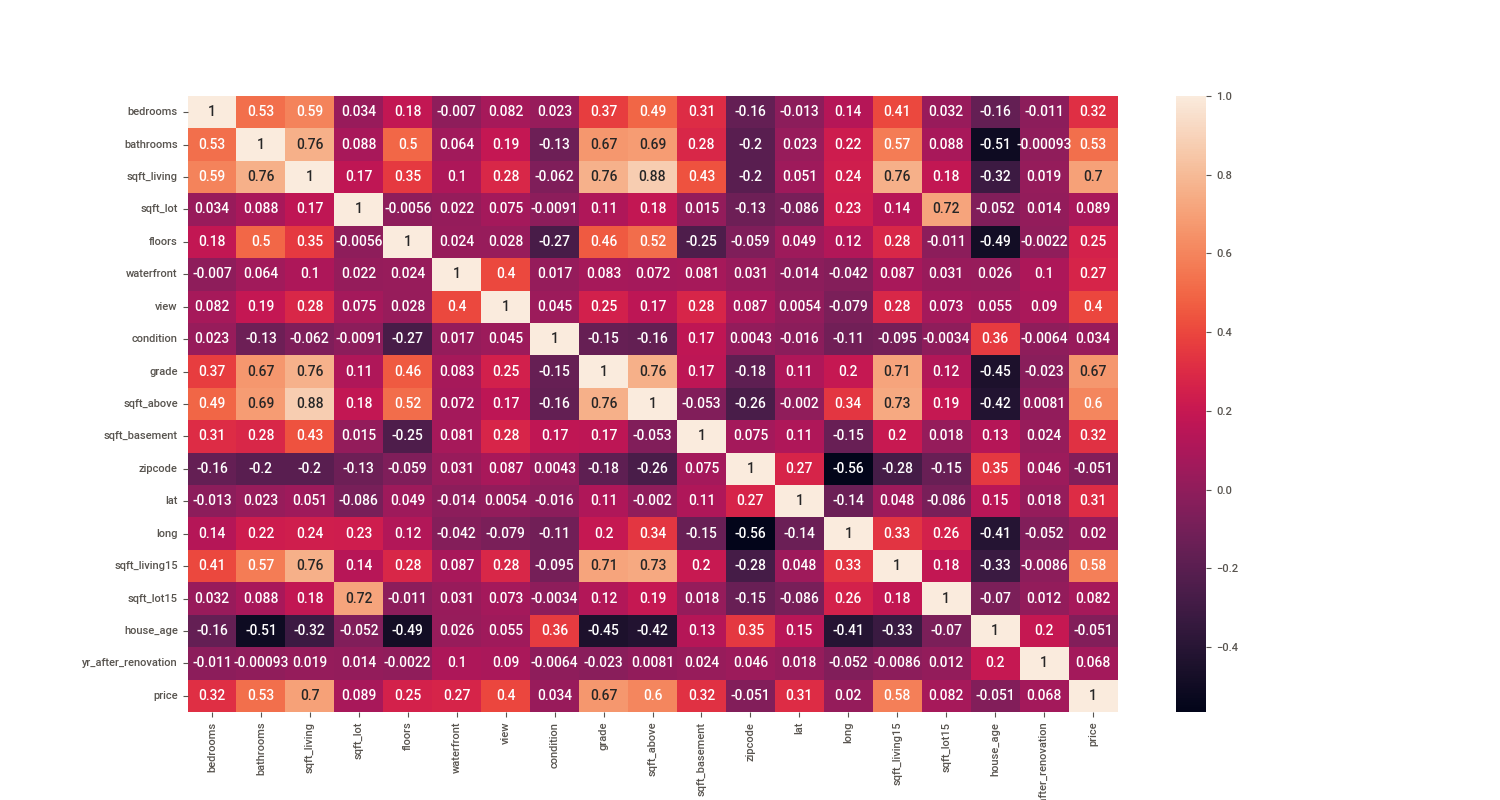 bedrooms 1 0.53 0.59 0.034 0.18 -0.007 0.082 0.023 0.37 0.49 0.31 -0.16 -0.013 0.14 0.41 0.032 -0.16 -0.011 0.32
bathrooms 0.53 1 0.76 0.088 0.5 0.064 0.19 -0.13 0.67 0.69 0.28 -0.2 0.023 0.22 0.57 0.088 -0.51 -0.00093 0.53
sqft_living 0.59 0.76 1 0.17 0.35 0.1 0.28 -0.062 0.76 0.88 0.43 -0.2 0.051 0.24 0.76 0.18 -0.32 0.019 0.7
sqft_lot 0.034 0.088 0.17 1 -0.0056 0.022 0.075 -0.0091 0.11 0.18 0.015 -0.13 -0.086 0.23 0.14 0.72 -0.052 0.014 0.089
floors 0.18 0.5 0.35 -0.0056 1 0.024 0.028 -0.27 0.46 0.52 -0.25 -0.059 0.049 0.12 0.28 -0.011 -0.49 -0.0022 0.25
waterfront -0.007 0.064 0.1 0.022 0.024 1 0.4 0.017 0.083 0.072 0.081 0.031 -0.014 -0.042 0.087 0.031 0.026 0.1 0.27
view 0.082 0.19 0.28 0.075 0.028 0.4 1 0.045 0.25 0.17 0.28 0.087 0.0054 -0.079 0.28 0.073 0.055 0.09 0.4
condition 0.023 -0.13 -0.062 -0.0091 -0.27 0.017 0.045 1 -0.15 -0.16 0.17 0.0043 -0.016 -0.11 -0.095 -0.0034 0.36 -0.0064 0.034
grade 0.37 0.67 0.76 0.11 0.46 0.083 0.25 -0.15 1 0.76 0.17 -0.18 0.11 0.2 0.71 0.12 -0.45 -0.023 0.67
sqft_above 0.49 0.69 0.88 0.18 0.52 0.072 0.17 -0.16 0.76 1 -0.053 -0.26 -0.002 0.34 0.73 0.19 -0.42 0.0081 0.6
sqft_basement 0.31 0.28 0.43 0.015 -0.25 0.081 0.28 0.17 0.17 -0.053 1 0.075 0.11 -0.15 0.2 0.018 0.13 0.024 0.32
zipcode -0.16 -0.2 -0.2 -0.13 -0.059 0.031 0.087 0.0043 -0.18 -0.26 0.075 1 0.27 -0.56 -0.28 -0.15 0.35 0.046 -0.051
lat -0.013 0.023 0.051 -0.086 0.049 -0.014 0.0054 -0.016 0.11 -0.002 0.11 0.27 1 -0.14 0.048 -0.086 0.15 0.018 0.31
long 0.14 0.22 0.24 0.23 0.12 -0.042 -0.079 -0.11 0.2 0.34 -0.15 -0.56 -0.14 1 0.33 0.26 -0.41 -0.052 0.02
sqft_living15 0.41 0.57 0.76 0.14 0.28 0.087 0.28 -0.095 0.71 0.73 0.2 -0.28 0.048 0.33 1 0.18 -0.33 -0.0086 0.58
sqft_lot15 0.032 0.088 0.18 0.72 -0.011 0.031 0.073 -0.0034 0.12 0.19 0.018 -0.15 -0.086 0.26 0.18 1 -0.07 0.012 0.082
house_age -0.16 -0.51 -0.32 -0.052 -0.49 0.026 0.055 0.36 -0.45 -0.42 0.13 0.35 0.15 -0.41 -0.33 -0.07 1 0.2 -0.051
yr_after_renovation -0.011 -0.00093 0.019 0.014 -0.0022 0.1 0.09 -0.0064 -0.023 0.0081 0.024 0.046 0.018 -0.052 -0.0086 0.012 0.2 1 0.068
price 0.32 0.53 0.7 0.089 0.25 0.27 0.4 0.034 0.67 0.6 0.32 -0.051 0.31 0.02 0.58 0.082 -0.051 0.068 1
bedrooms
bathrooms
sqft_living
sqft_lot
floors
waterfront
view
condition
grade
sqft_above
sqft_basement
zipcode
lat
long
sqft_living15
sqft_lot15
house_age
after_renovation
price
1.0
0.8
0.6
0.4
0.2
0.0
−0.2
−0.4